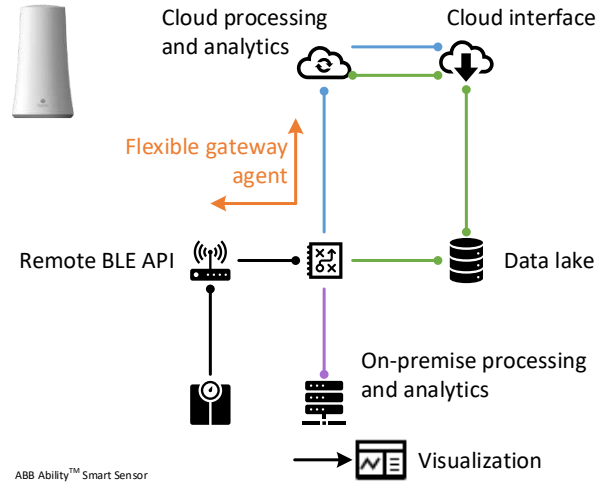 Cloud processing
and analytics
Cloud interface
Flexible gateway
agent
Remote BLE API
Data lake
On-premise processing
and analytics
Visualization
ABB Ability™ Smart Sensor